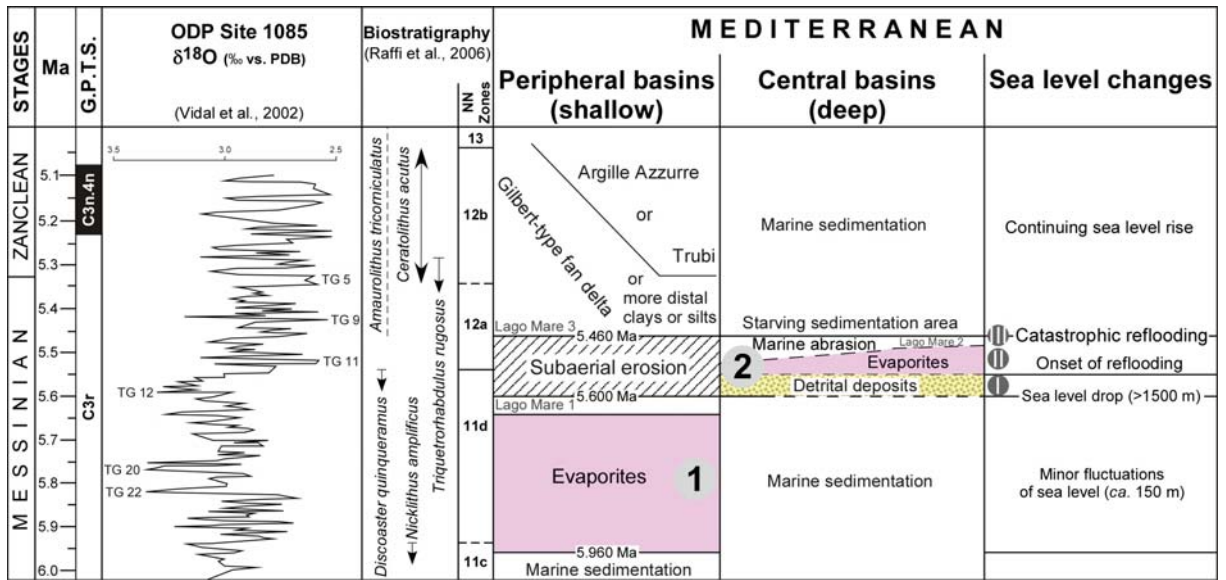 STAGES
Ma
G.P.T.S.
ODP Site 1085
δ18O (‰ vs. PDB)
(Vidal et al., 2002)
Biostratigraphy
(Raffi et al., 2006)
NN
Zones
MEDITERRANEAN
Peripheral basins
(shallow)
Central basins
(deep)
Sea level changes
ZANCLEAN
MESSINIAN
5.1
5.2
5.3
5.4
5.5
5.6
5.7
5.8
5.9
6.0
C3n.4n
C3r
3.5
3.0
2.5
TG 5
TG 9
TG 11
TG 12
TG 20
TG 22
Amaurolithus tricorniculatus
Ceratolithus acutus
Triquetrorhabdulus rugosus
Discoaster quinqueramus
Nicklithus amplificus
13
12b
12a
11d
11c
Argille Azzurre
or
Trubi
Gilbert-type fan delta
or
more distal
clays or silts
Lago Mare 3
5.460 Ma
Subaerial erosion
5.600 Ma
Lago Mare 1
Evaporites
1
5.960 Ma
Marine sedimentation
Marine sedimentation
Starving sedimentation area
Marine abrasion
Lago Mare 2
2
Evaporites
Detrital deposits
Marine sedimentation
Continuing sea level rise
III
Catastrophic reflooding
II
Onset of reflooding
I
Sea level drop (>1500 m)
Minor fluctuations
of sea level (ca. 150 m)